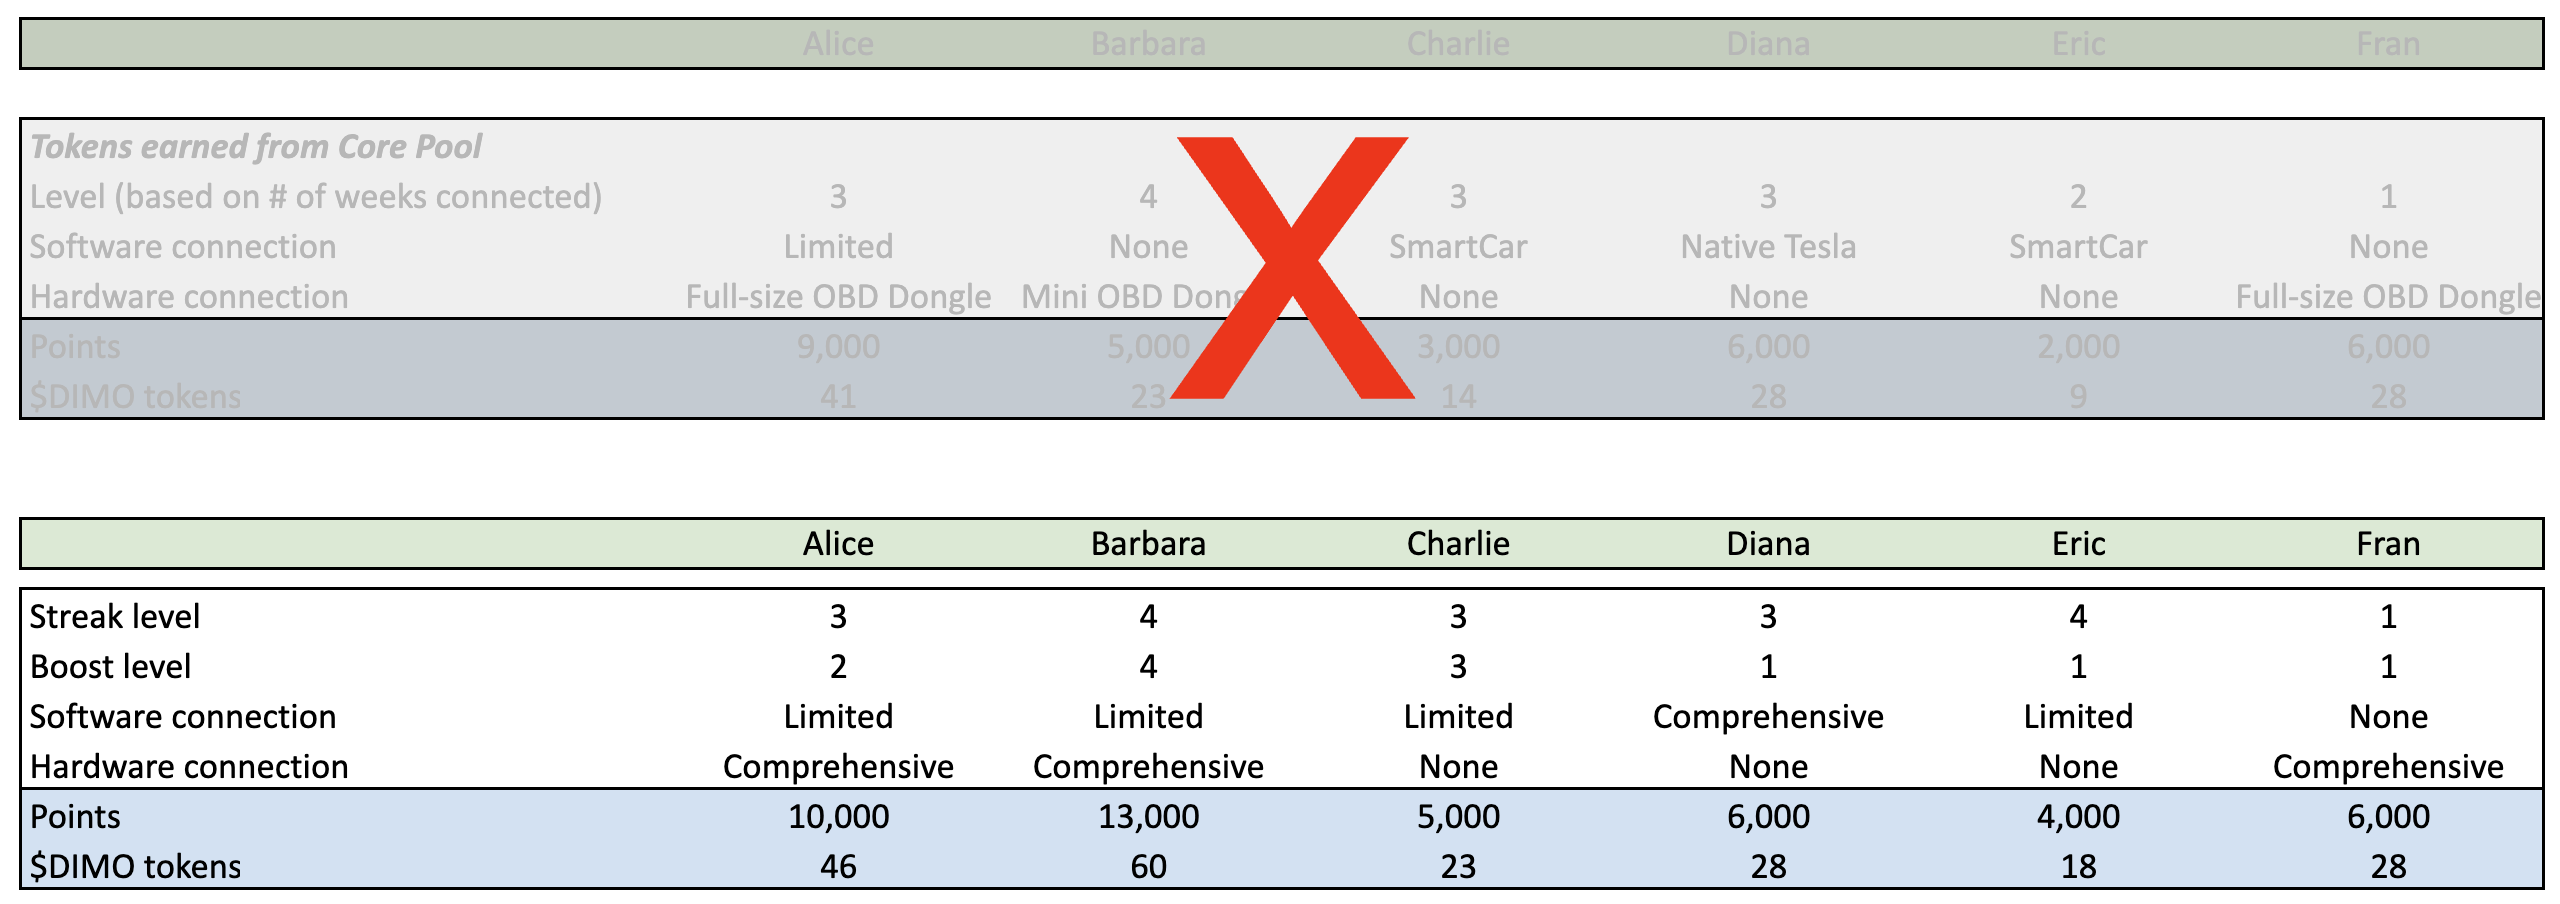 Alice Barbara Charlie Diana Eric Fran
Tokens earned from Core Pool
Level (based on # of weeks connected) 3 4 3 3 2 1
Software connection Limited None SmartCar Native Tesla SmartCar None
Hardware connection Full-size OBD Dongle Mini OBD Dong None None None Full-size OBD Dongle
Points 9,000 5,000 3,000 6,000 2,000 6,000
$DIMO tokens 41 23 14 28 9 28
X
Alice Barbara Charlie Diana Eric Fran
Streak level 3 4 3 3 4 1
Boost level 2 4 3 1 1 1
Software connection Limited Limited Limited Comprehensive Limited None
Hardware connection Comprehensive Comprehensive None None None Comprehensive
Points 10,000 13,000 5,000 6,000 4,000 6,000
$DIMO tokens 46 60 23 28 18 28